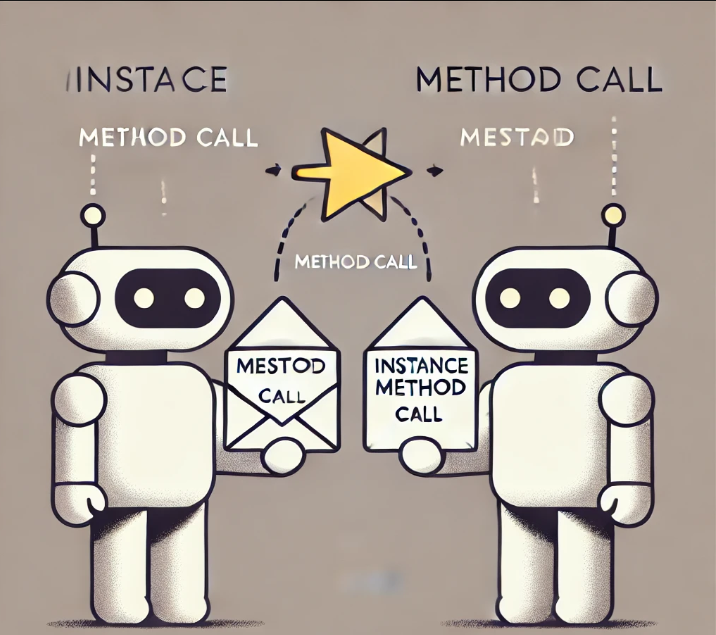 INSTACE
METHOD CALL
METHOD CALL
MESTAD
METHOD CALL
MESTOD
CALL
INSTANCE
METHOD
CALL